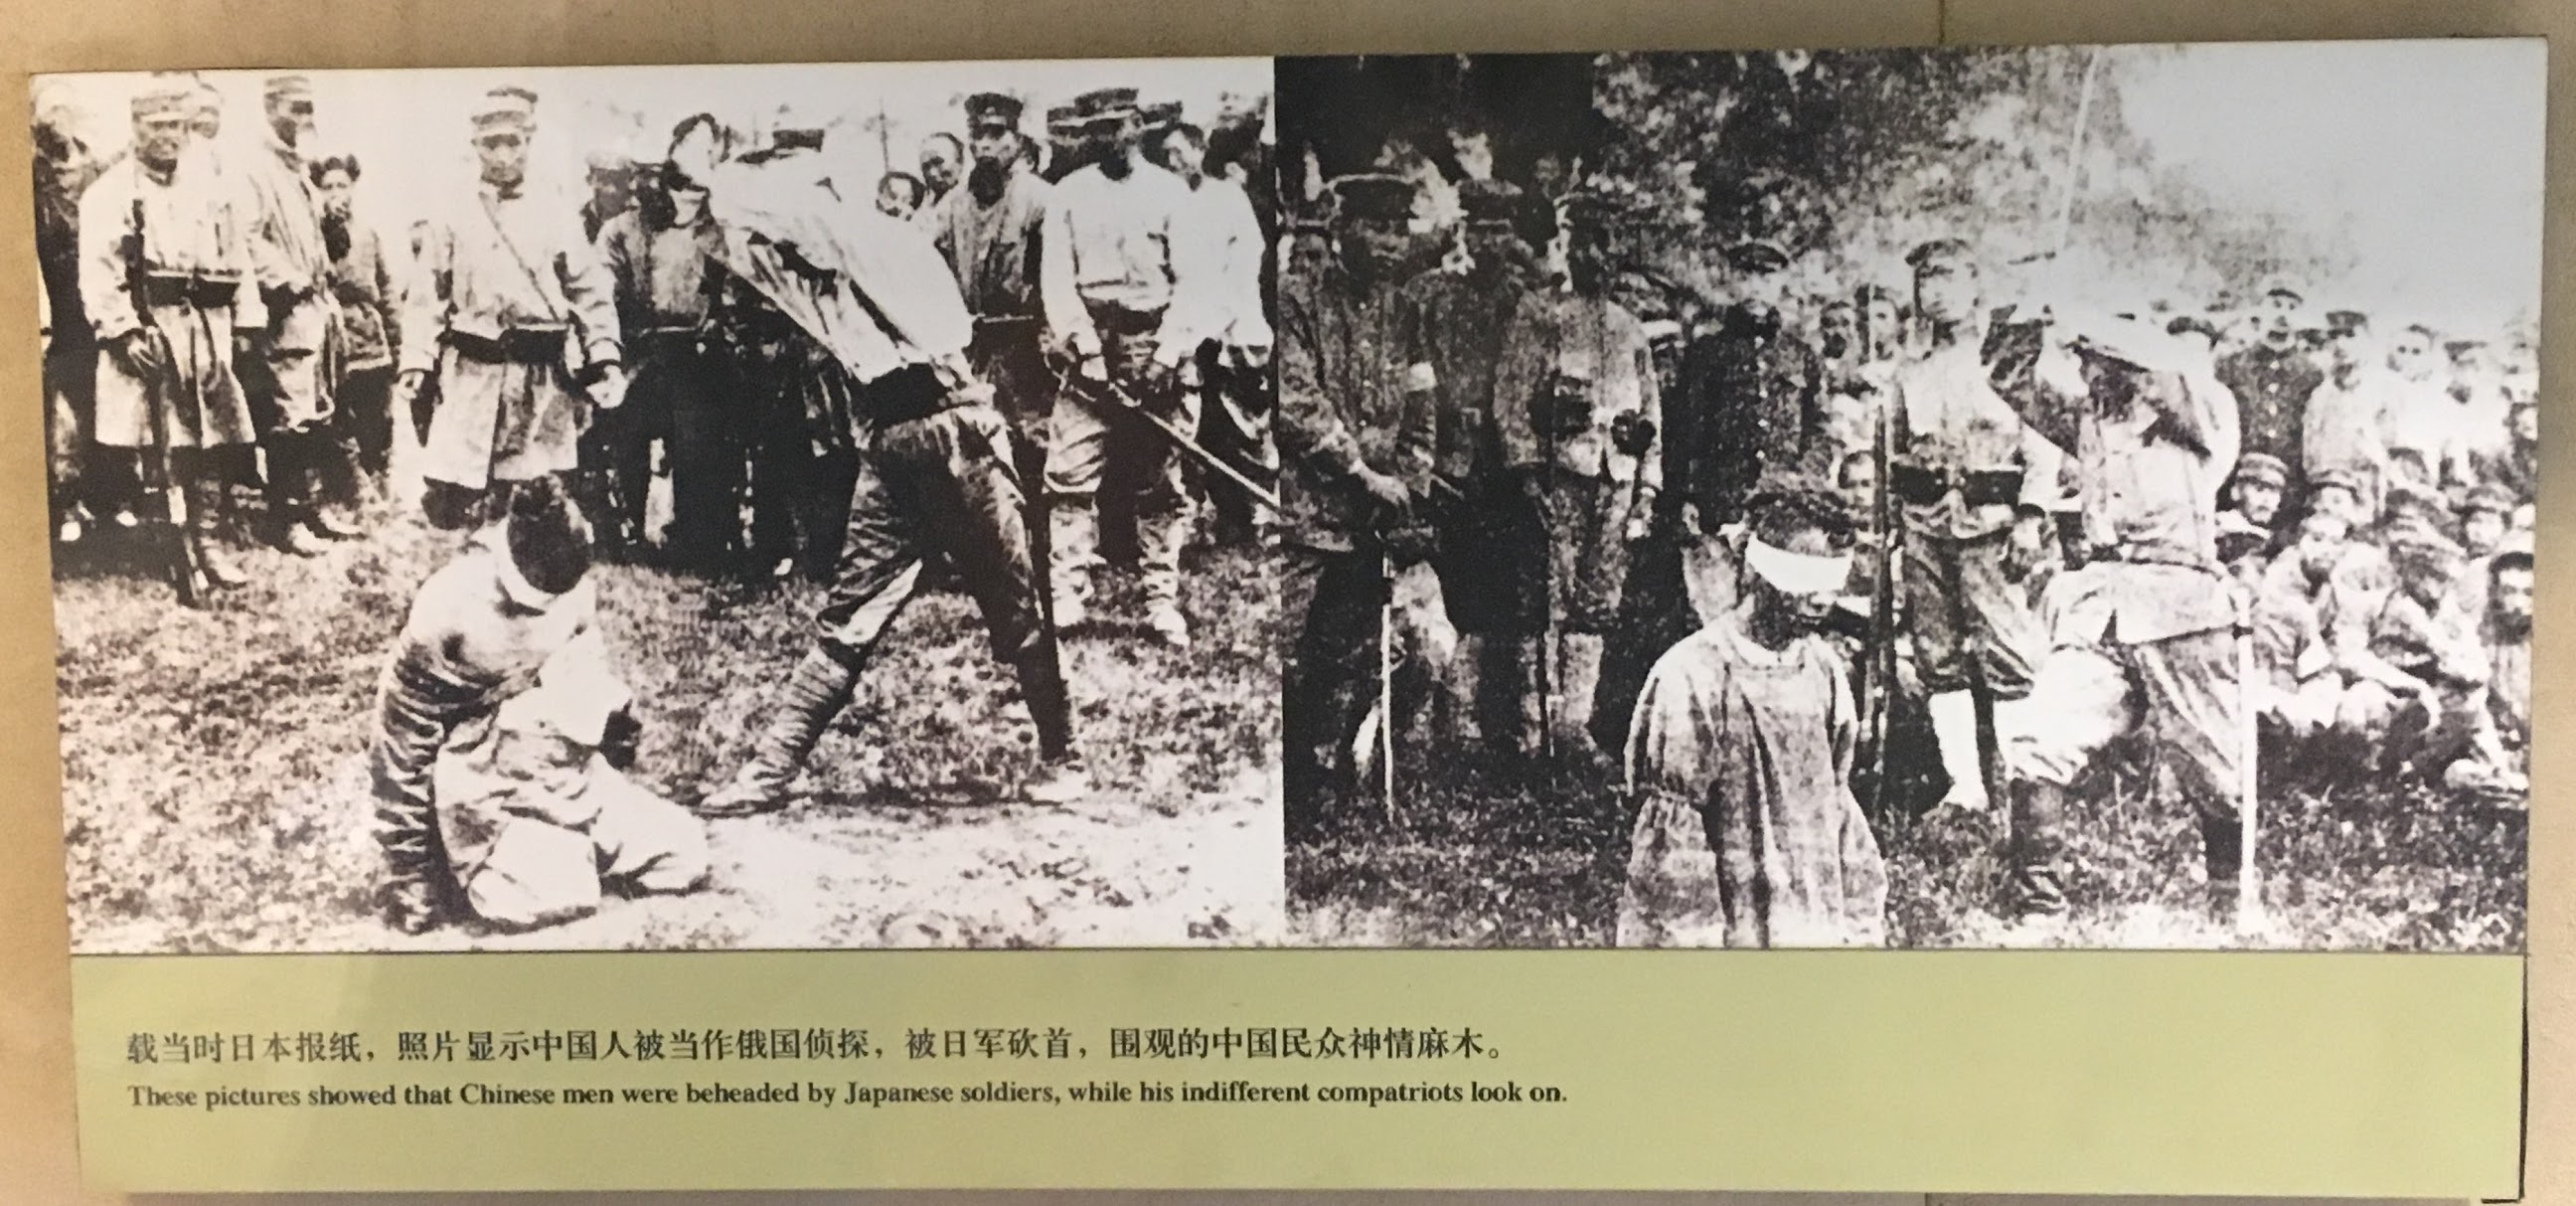 载当时日本报纸，照片显示中国人被当作俄国侦探，被日军砍首，围观的中国民众神情麻木。
These pictures showed that Chinese men were beheaded by Japanese soldiers, while his indifferent compatriots look on.